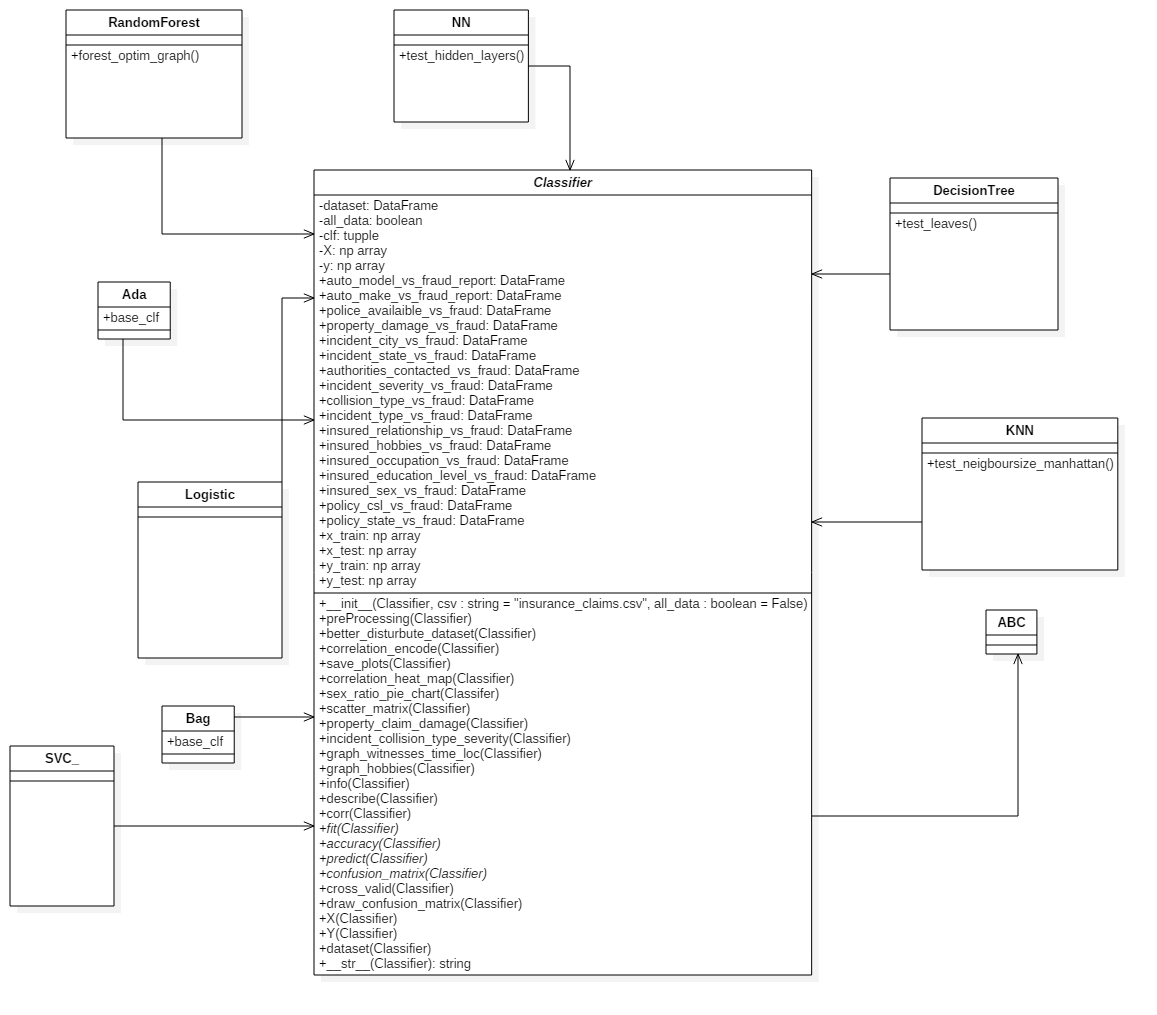 RandomForest
+forest_optim_graph()
NN
+test_hidden_layers()
Classifier
-dataset: DataFrame
-all_data: boolean
-clf: tupple
-X: np array
-y: np array
+auto_model_vs_fraud_report: DataFrame
+auto_make_vs_fraud_report: DataFrame
+police_availaible_vs_fraud: DataFrame
+property_damage_vs_fraud: DataFrame
+incident_city_vs_fraud: DataFrame
+incident_state_vs_fraud: DataFrame
+authorities_contacted_vs_fraud: DataFrame
+incident_severity_vs_fraud: DataFrame
+collision_type_vs_fraud: DataFrame
+incident_type_vs_fraud: DataFrame
+insured_relationship_vs_fraud: DataFrame
+insured_hobbies_vs_fraud: DataFrame
+insured_occupation_vs_fraud: DataFrame
+insured_education_level_vs_fraud: DataFrame
+insured_sex_vs_fraud: DataFrame
+policy_csl_vs_fraud: DataFrame
+policy_state_vs_fraud: DataFrame
+x_train: np array
+x_test: np array
+y_train: np array
+y_test: np array
+__init__(Classifier, csv : string = "insurance_claims.csv", all_data : boolean = False)
+preProcessing(Classifier)
+better_disturbute_dataset(Classifier)
+correlation_encode(Classifier)
+save_plots(Classifier)
+correlation_heat_map(Classifier)
+sex_ratio_pie_chart(Classifer)
+scatter_matrix(Classifier)
+property_claim_damage(Classifier)
+incident_collision_type_severity(Classifier)
+graph_witnesses_time_loc(Classifier)
+graph_hobbies(Classifier)
+info(Classifier)
+describe(Classifier)
+corr(Classifier)
+fit(Classifier)
+accuracy(Classifier)
+predict(Classifier)
+confusion_matrix(Classifier)
+cross_valid(Classifier)
+draw_confusion_matrix(Classifier)
+X(Classifier)
+Y(Classifier)
+dataset(Classifier)
+__str__(Classifier): string
DecisionTree
+test_leaves()
Ada
+base_clf
KNN
+test_neigboursize_manhattan()
Logistic
ABC
Bag
+base_clf
SVC_